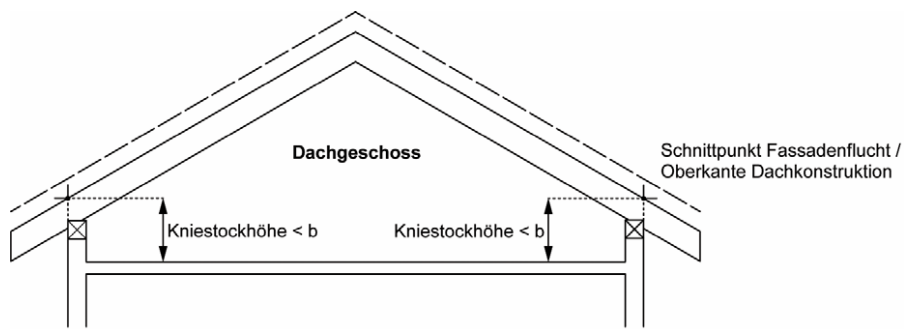 Dachgeschoss
Schnittpunkt Fassadenflucht /
Oberkante Dachkonstruktion
Kniestockhöhe < b
Kniestockhöhe < b